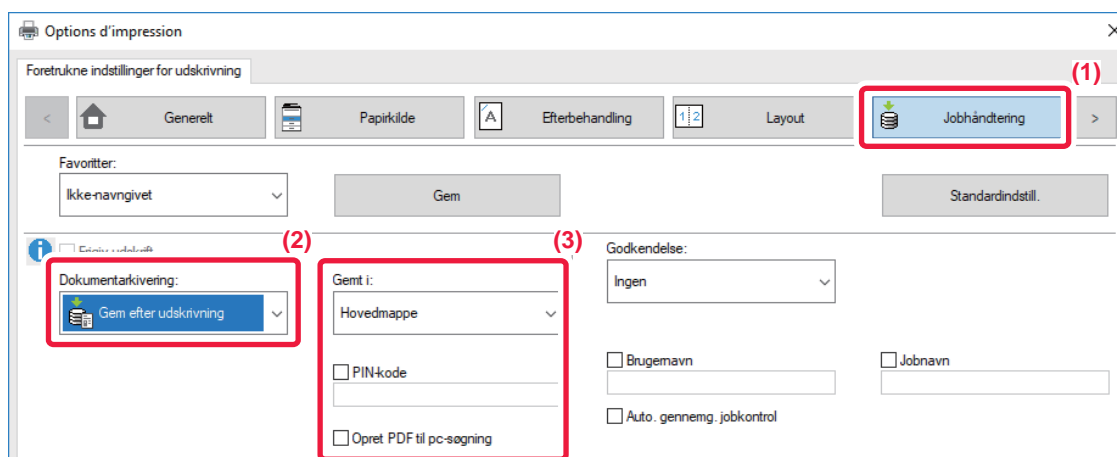 Options d'impression
Foretrukne indstillinger for udskrivning
(1)
< Generelt Papirkilde Efterbehandling Layout Jobhåndtering >
Favoritter:
Ikke-navngivet Gem Standardindstill.
Frigiv udskrift (2) (3) Godkendelse:
Dokumentarkivering: Gemt i: Ingen
Gem efter udskrivning Hovedmappe
PIN-kode Brugernavn Jobnavn
Auto. gennemg. jobkontrol
Opret PDF til pc-søgning